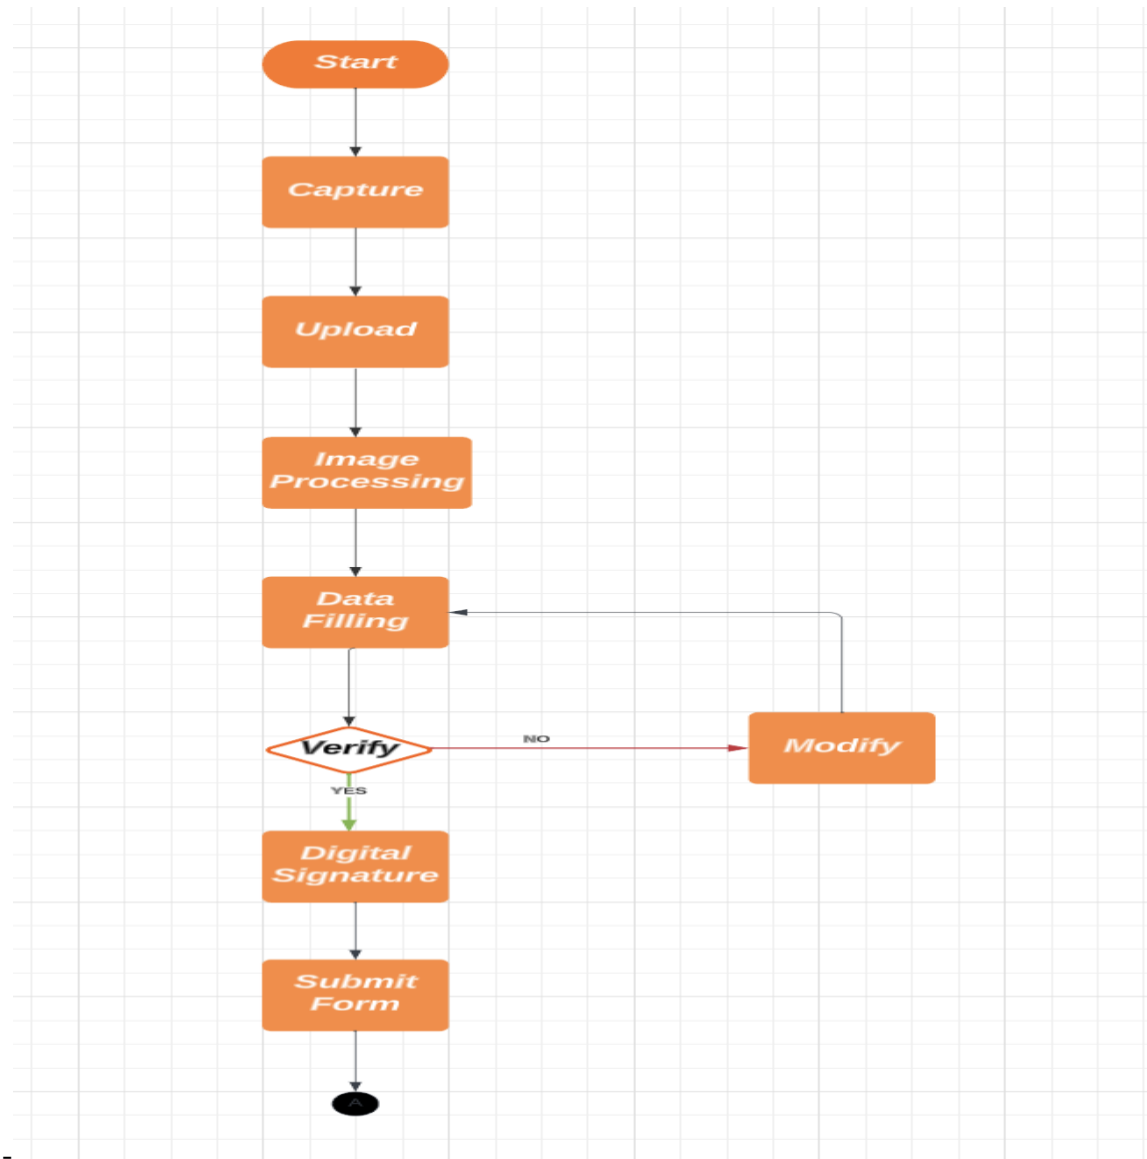 Start
Capture
Upload
Image
Processing
Data
Filling
Verify
NO
Modify
YES
Digital
Signature
Submit
Form
A